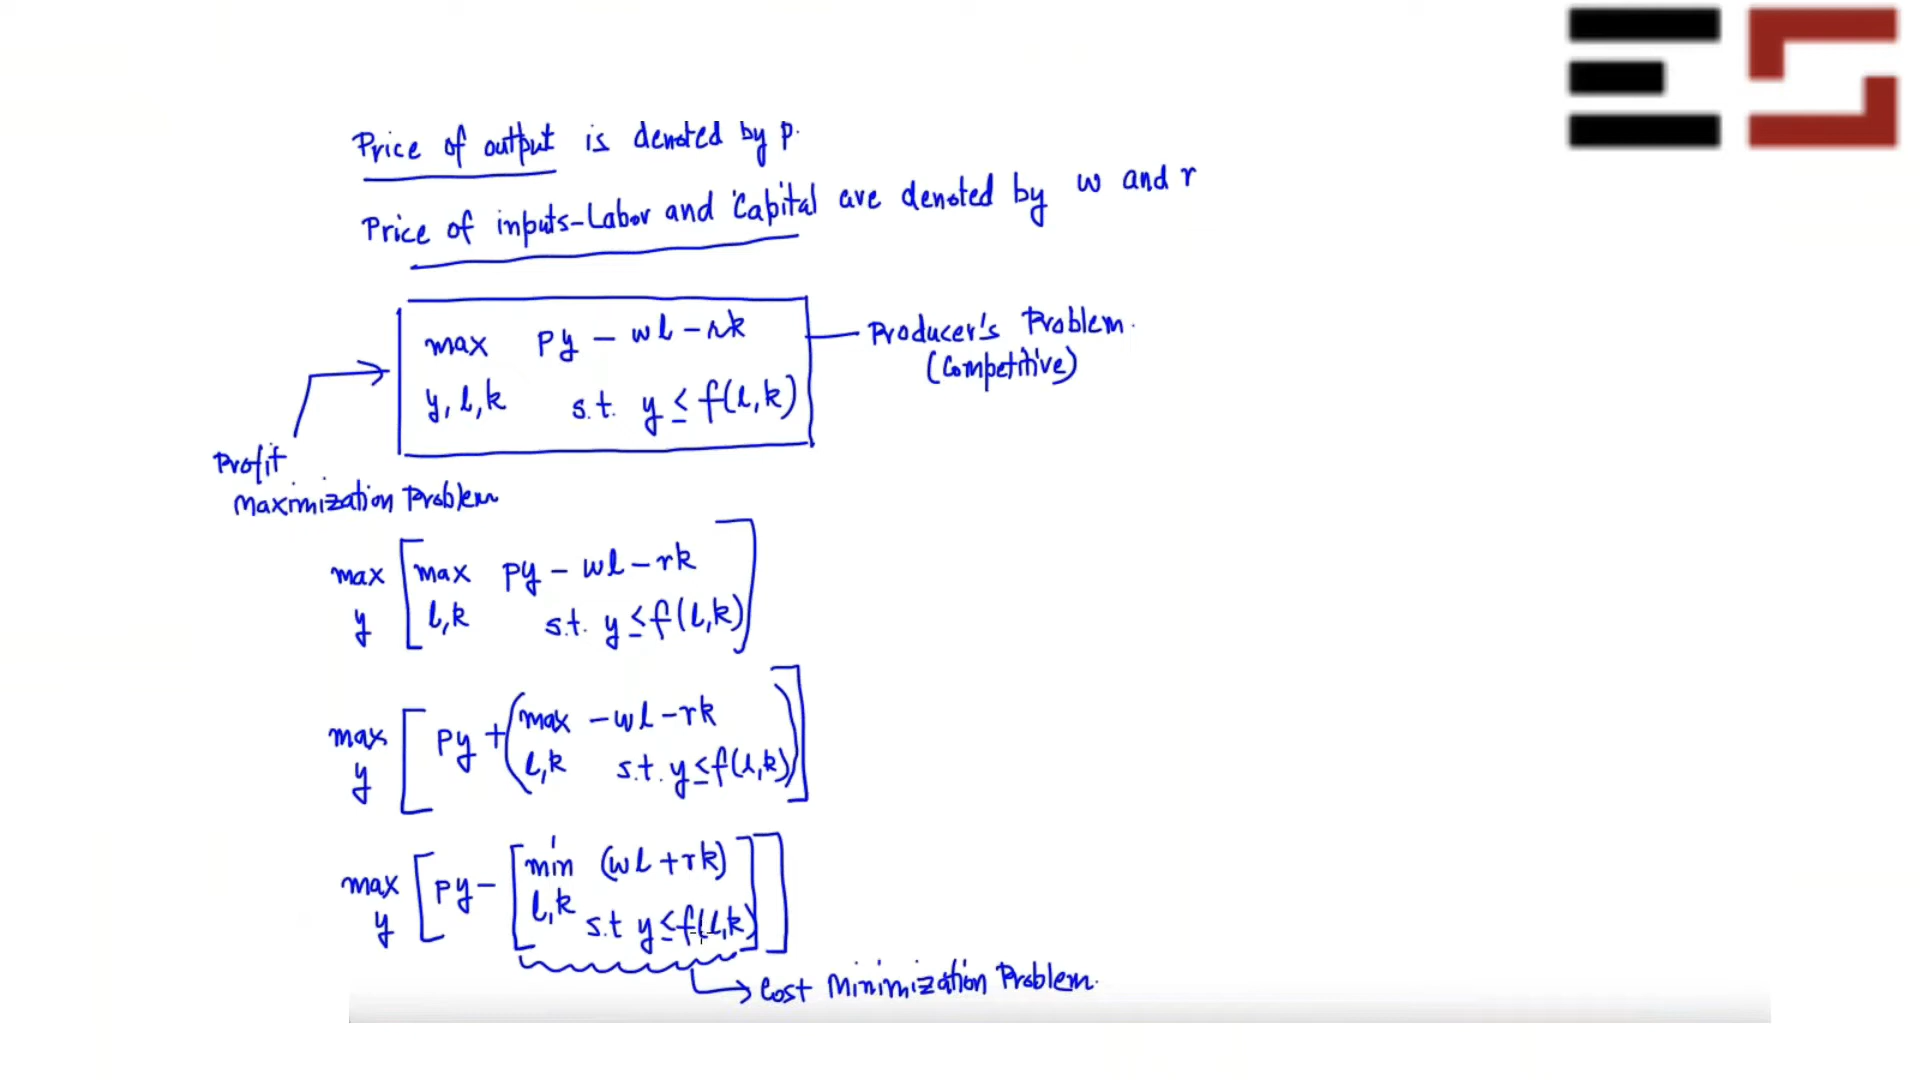 ES
Price of output is denoted by p.
Price of inputs-Labor and Capital are denoted by w and r
max py - wl - rk
y, l, k s.t. y ≤ f(l, k)
Producer's Problem.
(Competitive)
Profit
Maximization Problem
max [max py - wl - rk
y l,k s.t. y ≤ f(l,k)]
max [py + (max -wl - rk
y l,k s.t. y ≤ f(l,k))]
max [py - [min (wl + rk)
y l,k s.t y ≤ f(l,k)]]
Cost Minimization Problem.